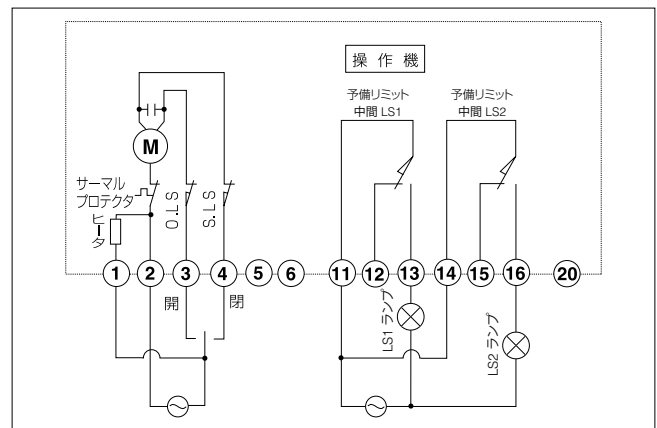 操作機
予備リミット
中間 LS1
予備リミット
中間 LS2
M
サーマル
プロテクタ
ヒータ
O.LS
S.LS
1
2
3
4
5
6
11
12
13
14
15
16
20
開
閉
LS1 ランプ
LS2 ランプ